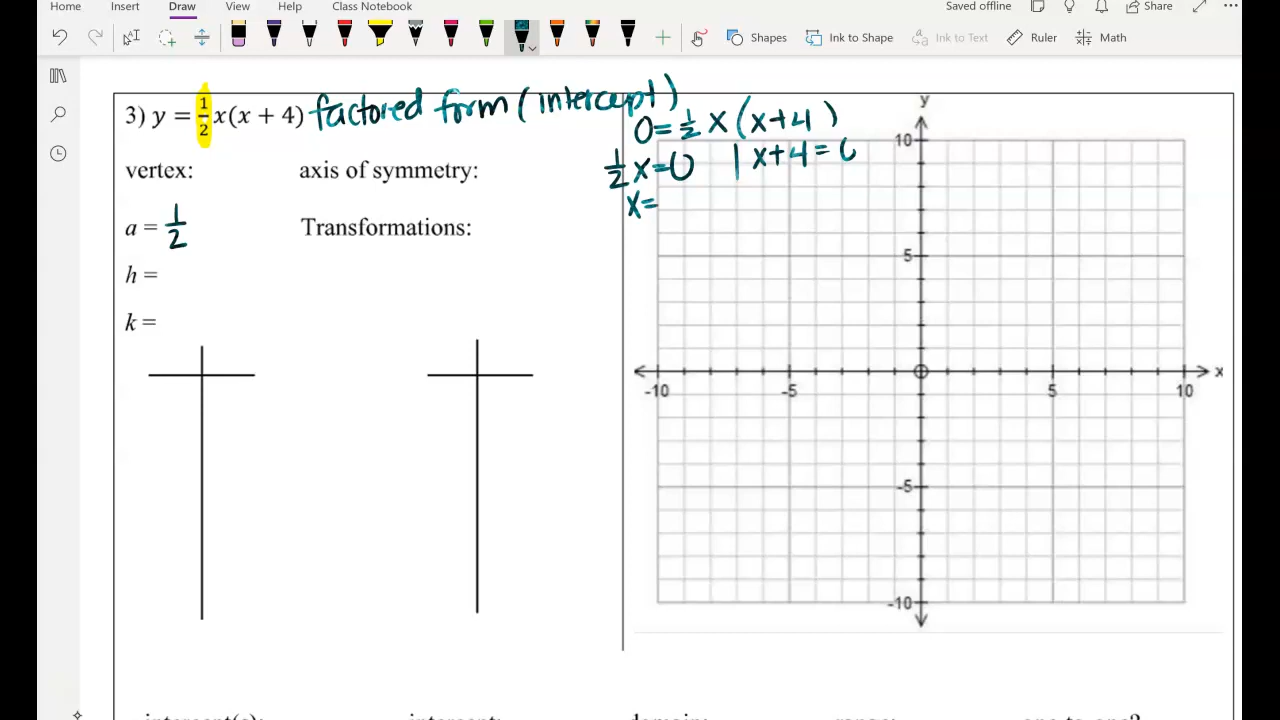 Home Insert Draw View Help Class Notebook Saved offline Share
Shapes Ink to Shape Ink to Text Ruler Math
3) y = 1/2 x(x + 4) factored form (intercept)
0 = 1/2 x (x+4)
1/2 x = 0 | x+4 = 0
x =
vertex: axis of symmetry:
a = 1/2 Transformations:
h =
k =
y
10
5
-10 -5 5 10 x
-5
-10